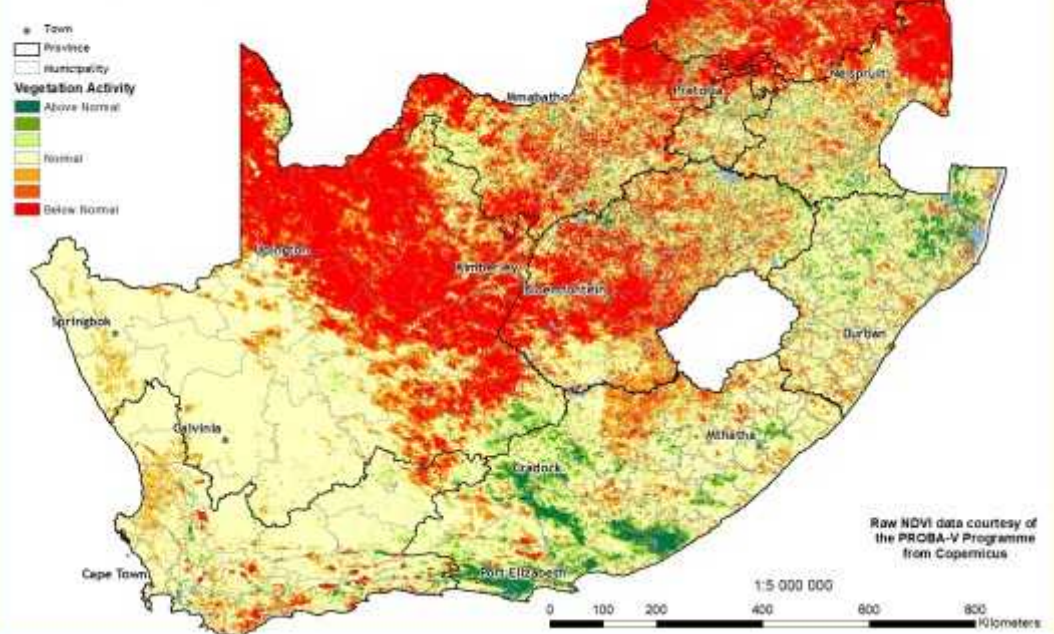 Town
Province
Municipality
Vegetation Activity
Above Normal
Normal
Below Normal
Mmabatho
Pretoria
Nelspruit
Upington
Kimberley
Bloemfontein
Springbok
Durban
Calvinia
Mthatha
Cradock
Cape Town
Port Elizabeth
Raw NDVI data courtesy of
the PROBA-V Programme
from Copernicus
1:5 000 000
0 100 200 400 600 800
Kilometers